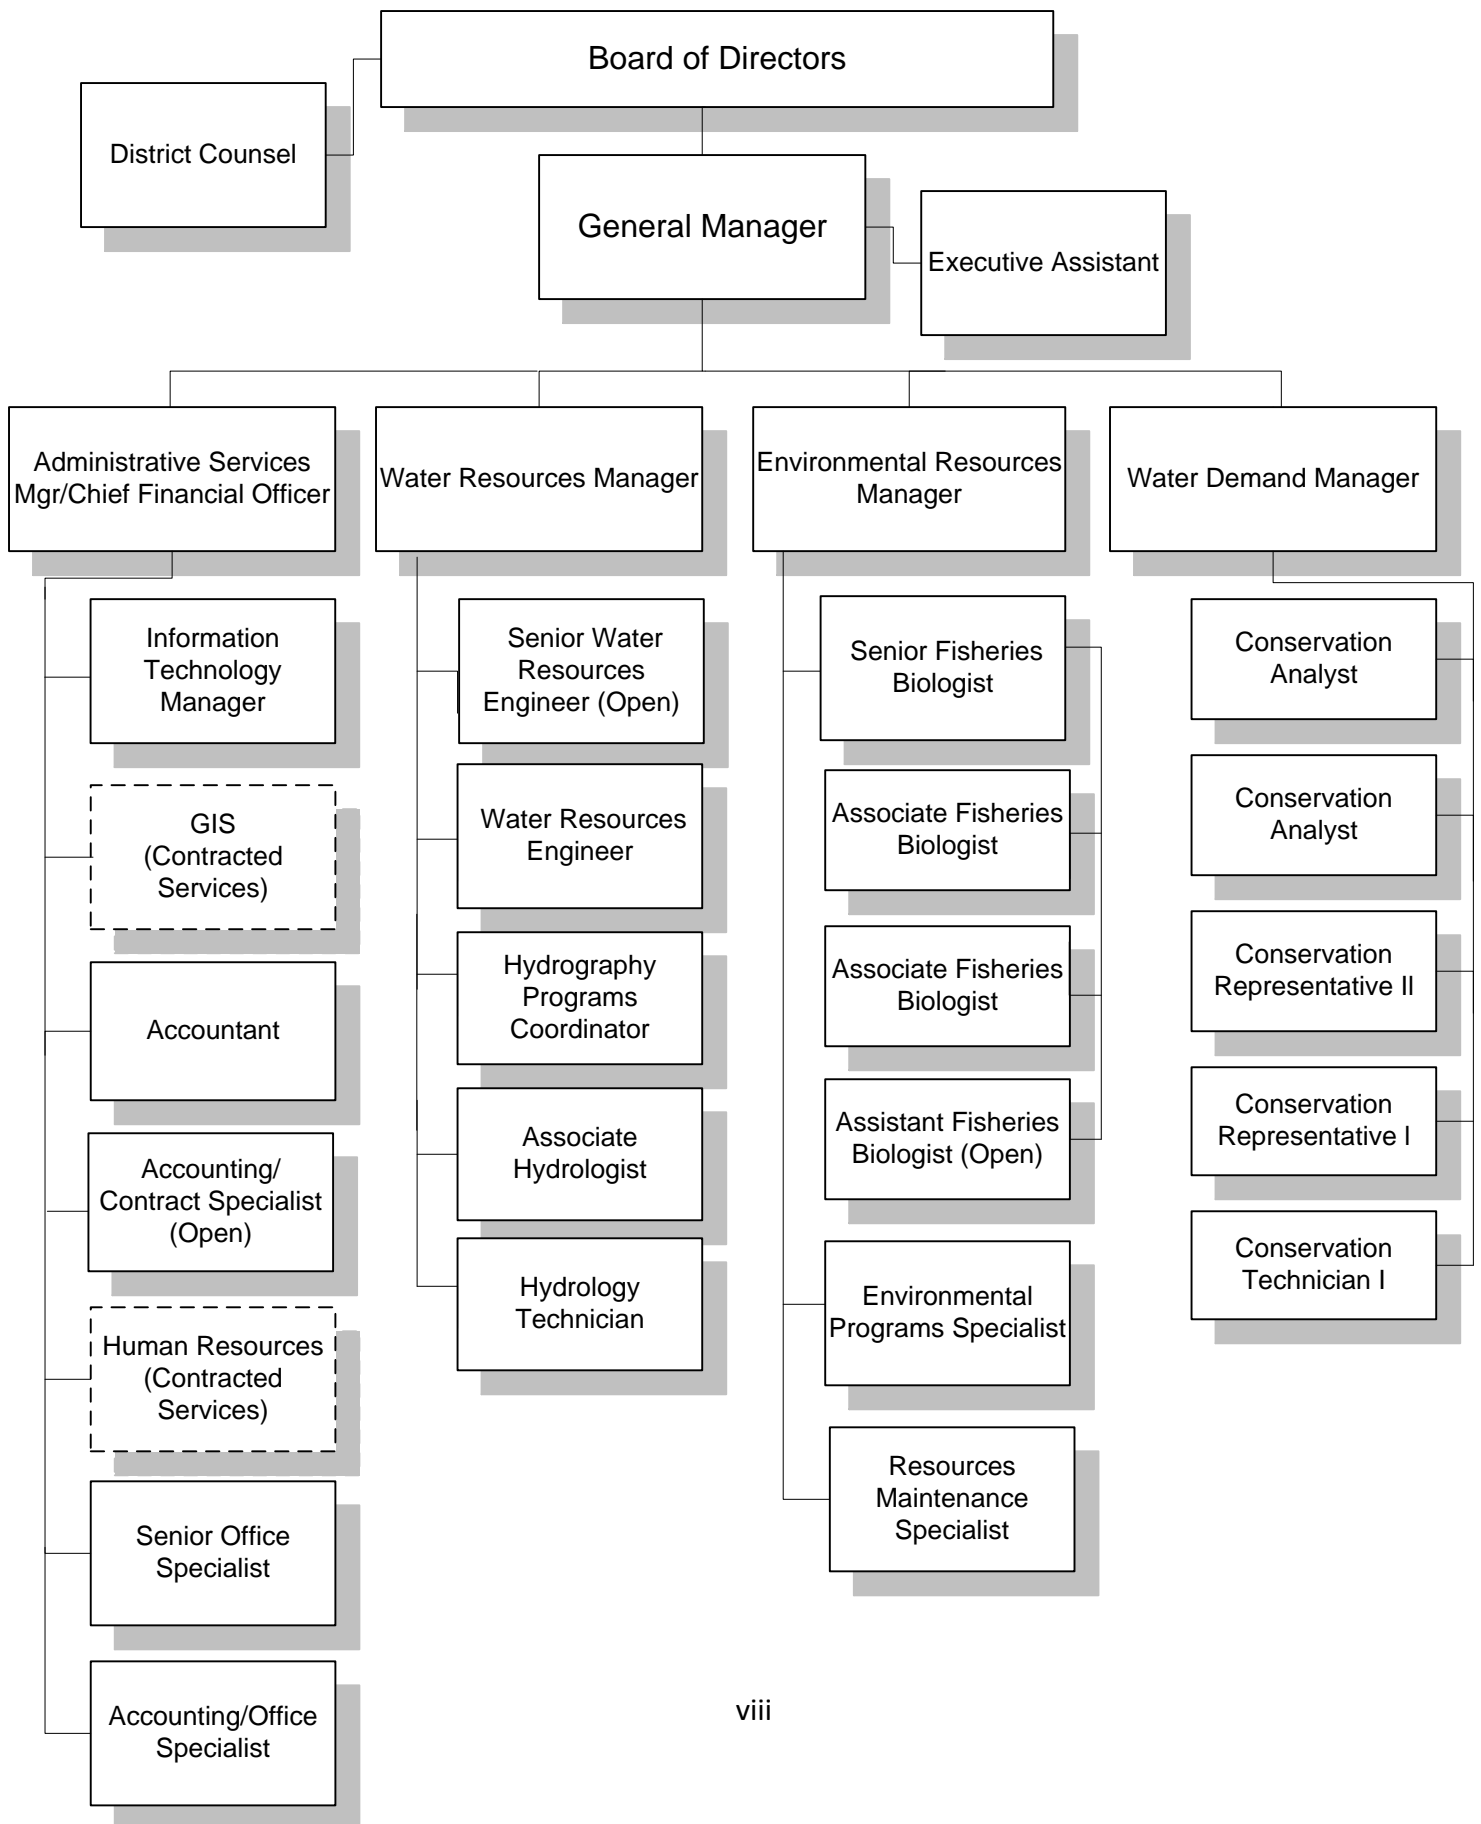 Board of Directors
District Counsel
General Manager
Executive Assistant
Administrative Services
Mgr/Chief Financial Officer
Water Resources Manager
Environmental Resources
Manager
Water Demand Manager
Information
Technology
Manager
GIS
(Contracted
Services)
Accountant
Accounting/
Contract Specialist
(Open)
Human Resources
(Contracted
Services)
Senior Office
Specialist
Accounting/Office
Specialist
Senior Water
Resources
Engineer (Open)
Water Resources
Engineer
Hydrography
Programs
Coordinator
Associate
Hydrologist
Hydrology
Technician
Senior Fisheries
Biologist
Associate Fisheries
Biologist
Associate Fisheries
Biologist
Assistant Fisheries
Biologist (Open)
Environmental
Programs Specialist
Resources
Maintenance
Specialist
Conservation
Analyst
Conservation
Analyst
Conservation
Representative II
Conservation
Representative I
Conservation
Technician I
viii